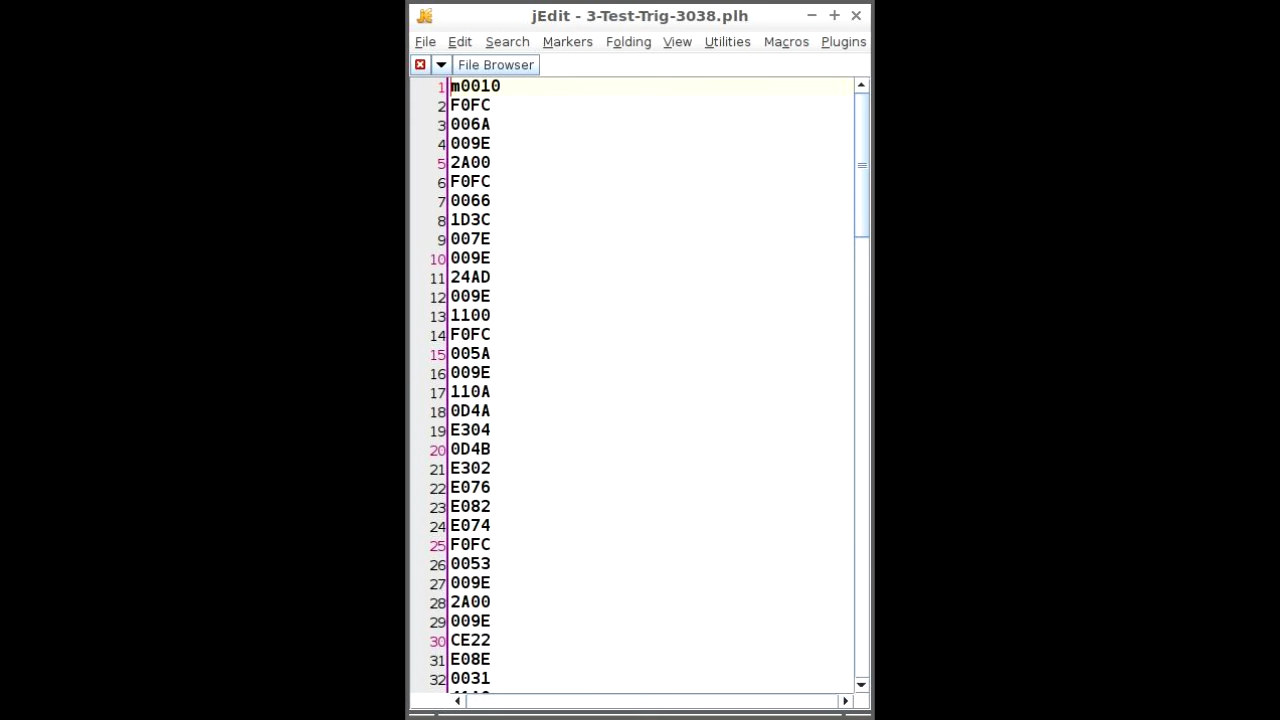 jEdit - 3-Test-Trig-3038.plh
File Edit Search Markers Folding View Utilities Macros Plugins
File Browser
1 m0010
2 F0FC
3 006A
4 009E
5 2A00
6 F0FC
7 0066
8 1D3C
9 007E
10 009E
11 24AD
12 009E
13 1100
14 F0FC
15 005A
16 009E
17 110A
18 0D4A
19 E304
20 0D4B
21 E302
22 E076
23 E082
24 E074
25 F0FC
26 0053
27 009E
28 2A00
29 009E
30 CE22
31 E08E
32 0031